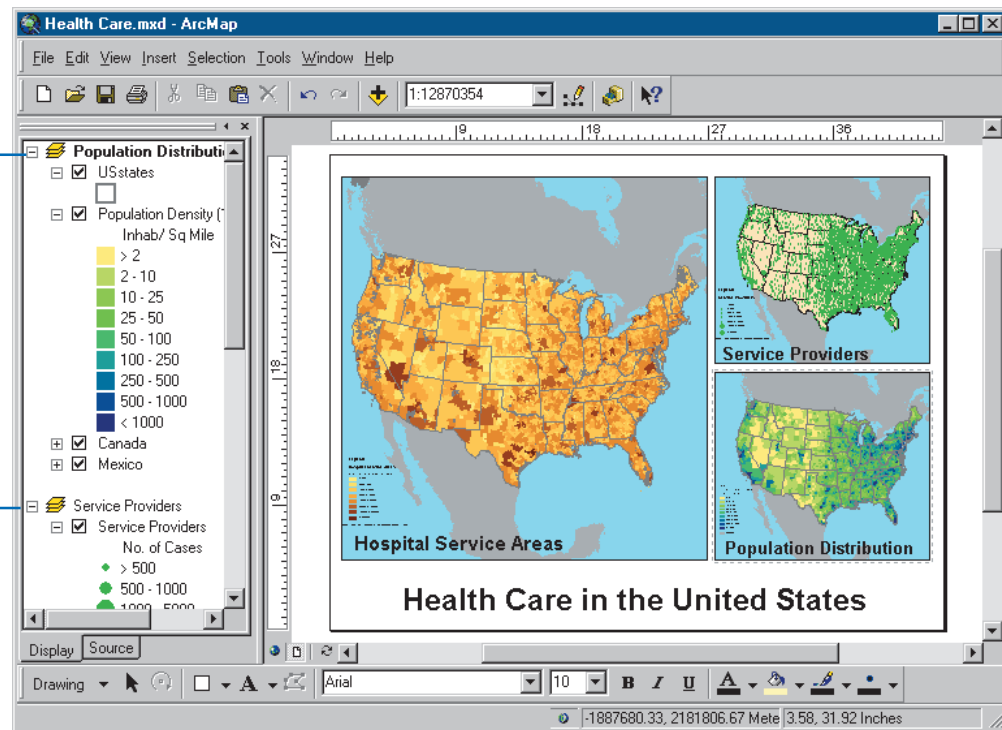 Health Care.mxd - ArcMap
File Edit View Insert Selection Tools Window Help
1:12870354
Population Distributi
USstates
Population Density (
Inhab/ Sq Mile
> 2
2 - 10
10 - 25
25 - 50
50 - 100
100 - 250
250 - 500
500 - 1000
< 1000
Canada
Mexico
Service Providers
Service Providers
No. of Cases
> 500
500 - 1000
1000 - 5000
Display Source
9 18 27 36
27
18
9
Hospital Service Areas
Service Providers
Population Distribution
Health Care in the United States
Drawing A Arial 10 B I U A
-1887680.33, 2181806.67 Mete 3.58, 31.92 Inches